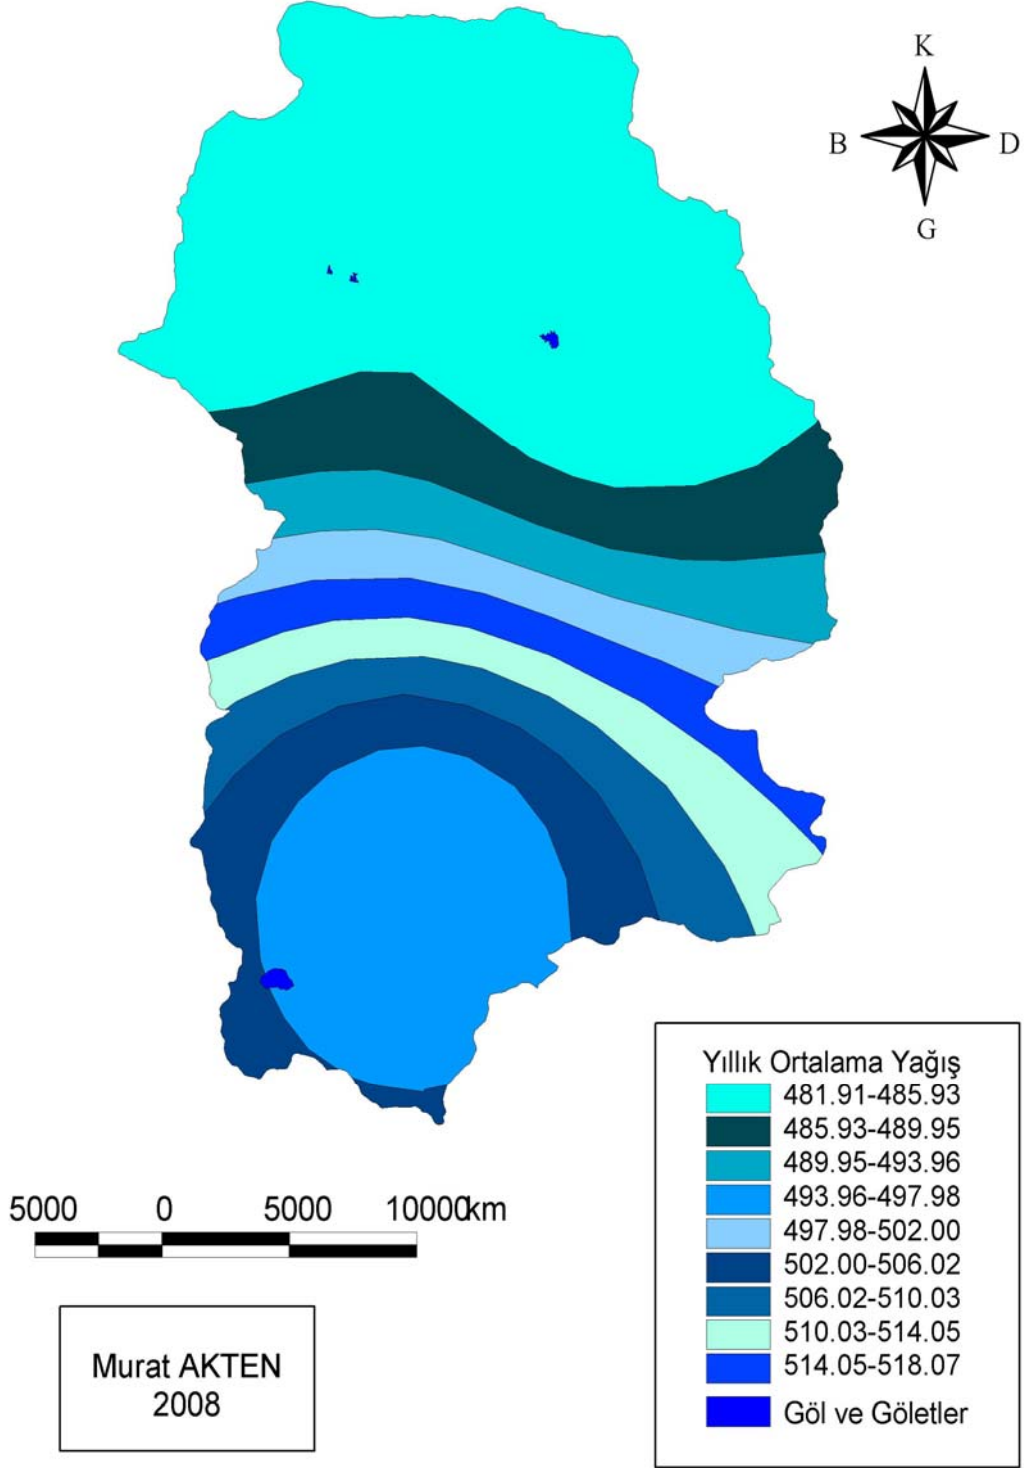 K
B D
G
Yıllık Ortalama Yağış
481.91-485.93
485.93-489.95
489.95-493.96
493.96-497.98
497.98-502.00
502.00-506.02
506.02-510.03
510.03-514.05
514.05-518.07
Göl ve Göletler
5000 0 5000 10000km
Murat AKTEN
2008